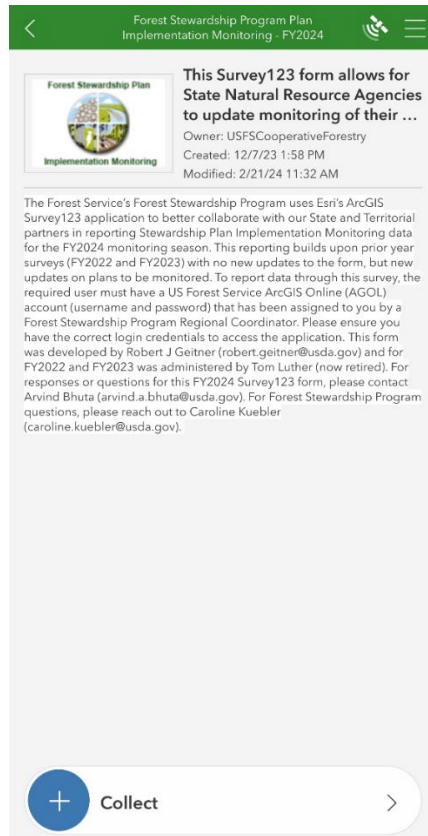 Forest Stewardship Program Plan
Implementation Monitoring - FY2024
Forest Stewardship Plan
Implementation Monitoring
This Survey123 form allows for
State Natural Resource Agencies
to update monitoring of their ...
Owner: USFSCooperativeForestry
Created: 12/7/23 1:58 PM
Modified: 2/21/24 11:32 AM
The Forest Service's Forest Stewardship Program uses Esri's ArcGIS
Survey123 application to better collaborate with our State and Territorial
partners in reporting Stewardship Plan Implementation Monitoring data
for the FY2024 monitoring season. This reporting builds upon prior year
surveys (FY2022 and FY2023) with no new updates to the form, but new
updates on plans to be monitored. To report data through this survey, the
required user must have a US Forest Service ArcGIS Online (AGOL)
account (username and password) that has been assigned to you by a
Forest Stewardship Program Regional Coordinator. Please ensure you
have the correct login credentials to access the application. This form
was developed by Robert J Geitner (robert.geitner@usda.gov) and for
FY2022 and FY2023 was administered by Tom Luther (now retired). For
responses or questions for this FY2024 Survey123 form, please contact
Arvind Bhuta (arvind.a.bhuta@usda.gov). For Forest Stewardship Program
questions, please reach out to Caroline Kuebler
(caroline.kuebler@usda.gov).
Collect